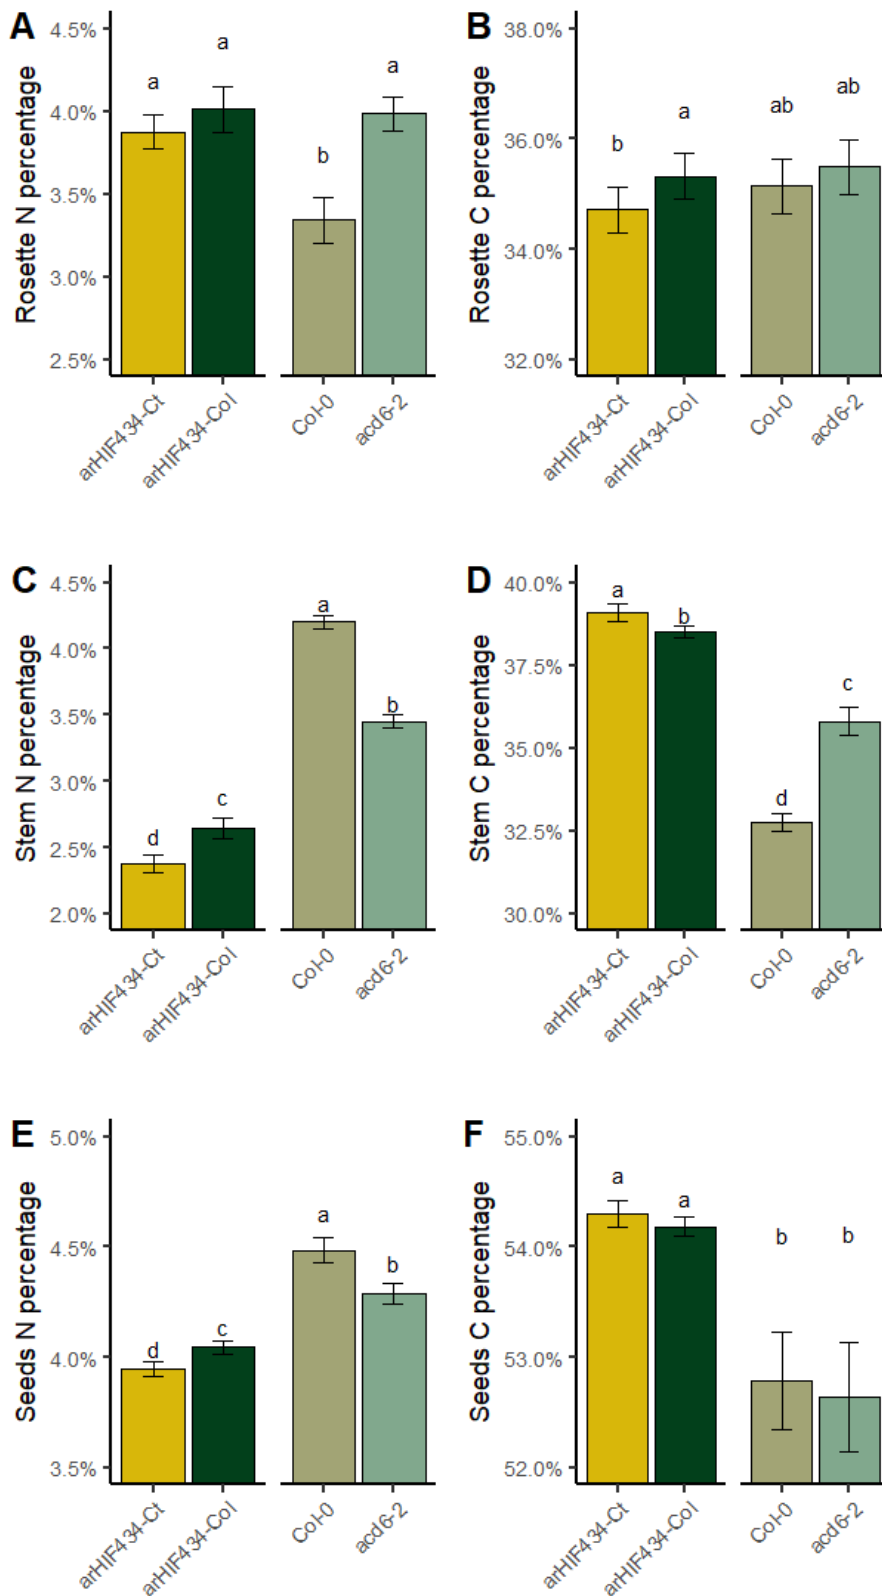 A
Rosette N percentage
4.5%
4.0%
3.5%
3.0%
2.5%
a
a
b
a
arHIF434-Ct
arHIF434-Col
Col-0
acd6-2
B
Rosette C percentage
38.0%
36.0%
34.0%
32.0%
b
a
ab
ab
arHIF434-Ct
arHIF434-Col
Col-0
acd6-2
C
Stem N percentage
4.5%
4.0%
3.5%
3.0%
2.5%
2.0%
d
c
a
b
arHIF434-Ct
arHIF434-Col
Col-0
acd6-2
D
Stem C percentage
40.0%
37.5%
35.0%
32.5%
30.0%
a
b
d
c
arHIF434-Ct
arHIF434-Col
Col-0
acd6-2
E
Seeds N percentage
5.0%
4.5%
4.0%
3.5%
d
c
a
b
arHIF434-Ct
arHIF434-Col
Col-0
acd6-2
F
Seeds C percentage
55.0%
54.0%
53.0%
52.0%
a
a
b
b
arHIF434-Ct
arHIF434-Col
Col-0
acd6-2